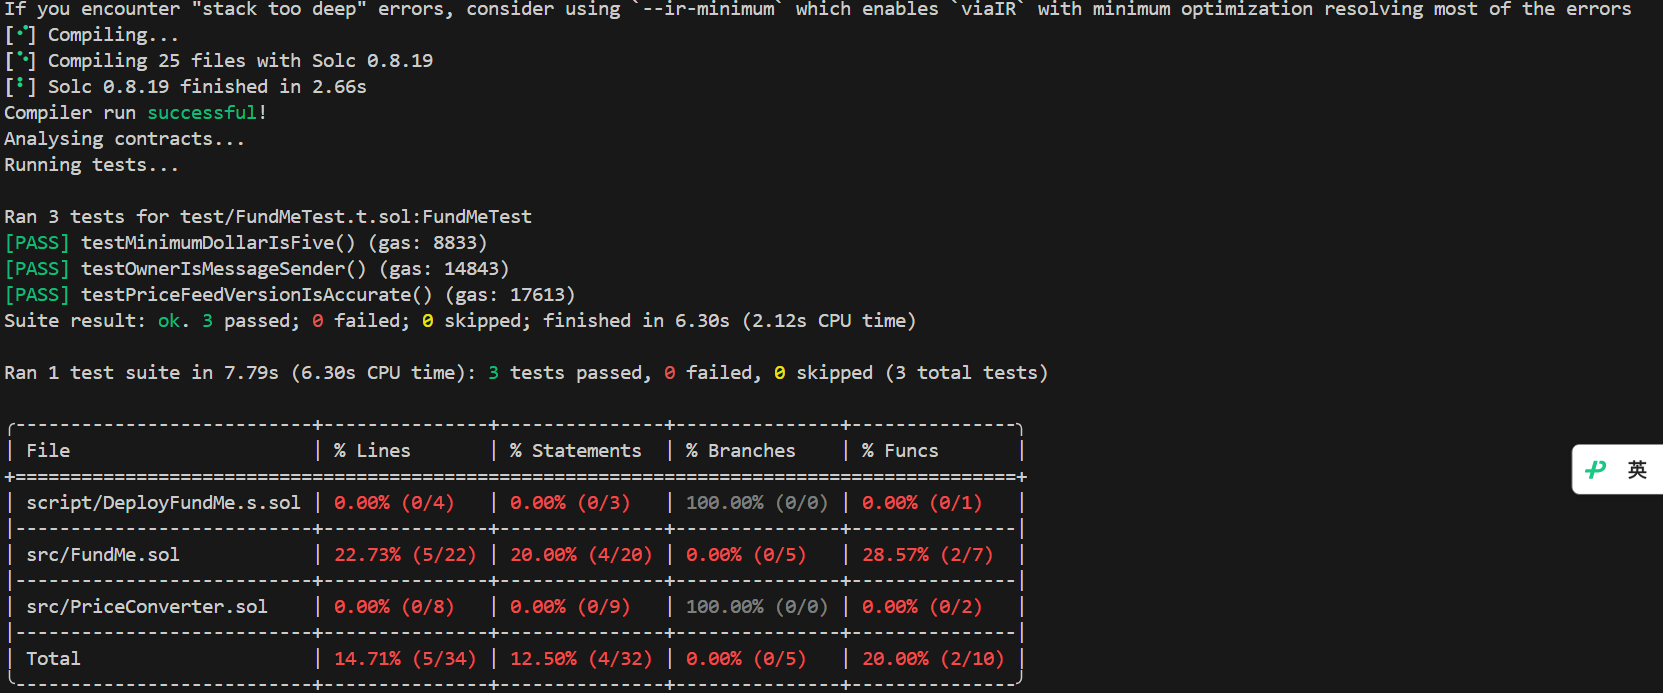 If you encounter "stack too deep" errors, consider using `--ir-minimum` which enables `viaIR` with minimum optimization resolving most of the errors
[⠊] Compiling...
[⠑] Compiling 25 files with Solc 0.8.19
[⠃] Solc 0.8.19 finished in 2.66s
Compiler run successful!
Analysing contracts...
Running tests...
Ran 3 tests for test/FundMeTest.t.sol:FundMeTest
[PASS] testMinimumDollarIsFive() (gas: 8833)
[PASS] testOwnerIsMessageSender() (gas: 14843)
[PASS] testPriceFeedVersionIsAccurate() (gas: 17613)
Suite result: ok. 3 passed; 0 failed; 0 skipped; finished in 6.30s (2.12s CPU time)
Ran 1 test suite in 7.79s (6.30s CPU time): 3 tests passed, 0 failed, 0 skipped (3 total tests)
| File | % Lines | % Statements | % Branches | % Funcs |
| script/DeployFundMe.s.sol | 0.00% (0/4) | 0.00% (0/3) | 100.00% (0/0) | 0.00% (0/1) |
| src/FundMe.sol | 22.73% (5/22) | 20.00% (4/20) | 0.00% (0/5) | 28.57% (2/7) |
| src/PriceConverter.sol | 0.00% (0/8) | 0.00% (0/9) | 100.00% (0/0) | 0.00% (0/2) |
| Total | 14.71% (5/34) | 12.50% (4/32) | 0.00% (0/5) | 20.00% (2/10) |
英